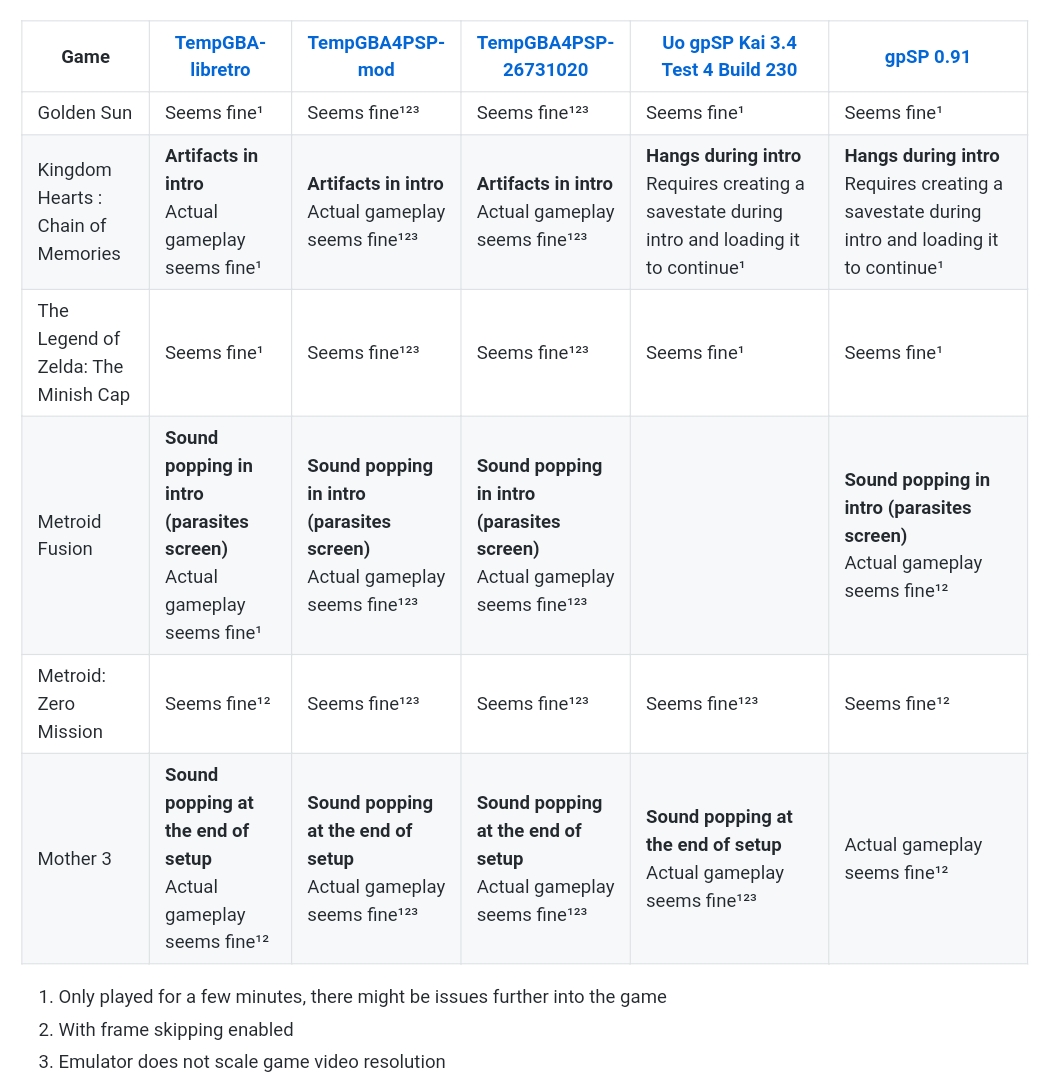 Game
TempGBA-
libretro
TempGBA4PSP-
mod
TempGBA4PSP-
26731020
Uo gpSP Kai 3.4
Test 4 Build 230
gpSP 0.91
Golden Sun
Seems fine¹
Seems fine¹²³
Seems fine¹²³
Seems fine¹
Seems fine¹
Kingdom
Hearts :
Chain of
Memories
Artifacts in
intro
Actual
gameplay
seems fine¹
Artifacts in intro
Actual gameplay
seems fine¹²³
Artifacts in intro
Actual gameplay
seems fine¹²³
Hangs during intro
Requires creating a
savestate during
intro and loading it
to continue¹
Hangs during intro
Requires creating a
savestate during
intro and loading it
to continue¹
The
Legend of
Zelda: The
Minish Cap
Seems fine¹
Seems fine¹²³
Seems fine¹²³
Seems fine¹
Seems fine¹
Metroid
Fusion
Sound
popping in
intro
(parasites
screen)
Actual
gameplay
seems fine¹
Sound popping
in intro
(parasites
screen)
Actual gameplay
seems fine¹²³
Sound popping
in intro
(parasites
screen)
Actual gameplay
seems fine¹²³
Sound popping in
intro (parasites
screen)
Actual gameplay
seems fine¹²
Metroid:
Zero
Mission
Seems fine¹²
Seems fine¹²³
Seems fine¹²³
Seems fine¹²³
Seems fine¹²
Mother 3
Sound
popping at
the end of
setup
Actual
gameplay
seems fine¹²
Sound popping
at the end of
setup
Actual gameplay
seems fine¹²³
Sound popping
at the end of
setup
Actual gameplay
seems fine¹²³
Sound popping at
the end of setup
Actual gameplay
seems fine¹²³
Actual gameplay
seems fine¹²
1. Only played for a few minutes, there might be issues further into the game
2. With frame skipping enabled
3. Emulator does not scale game video resolution